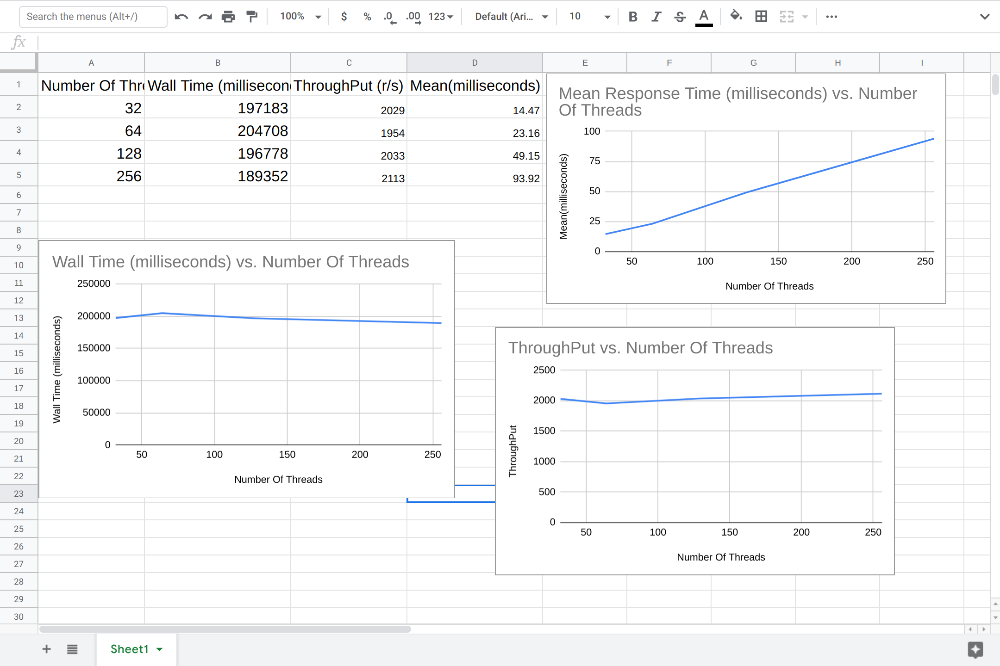 Search the menus (Alt+/) 100% $ % .0 .00 123 Default (Ari... 10 B I S A
fx
A B C D E F G H I
1 Number Of Thre Wall Time (millisecon ThroughPut (r/s) Mean(milliseconds)
2 32 197183 2029 14.47
3 64 204708 1954 23.16
4 128 196778 2033 49.15
5 256 189352 2113 93.92
6
7
8
9
10
11
12
13
14
15
16
17
18
19
20
21
22
23
24
25
26
27
28
29
30
Mean Response Time (milliseconds) vs. Number
Of Threads
Mean(milliseconds)
100
75
50
25
0
50 100 150 200 250
Number Of Threads
Wall Time (milliseconds) vs. Number Of Threads
Wall Time (milliseconds)
250000
200000
150000
100000
50000
0
50 100 150 200 250
Number Of Threads
ThroughPut vs. Number Of Threads
ThroughPut
2500
2000
1500
1000
500
0
50 100 150 200 250
Number Of Threads
Sheet1